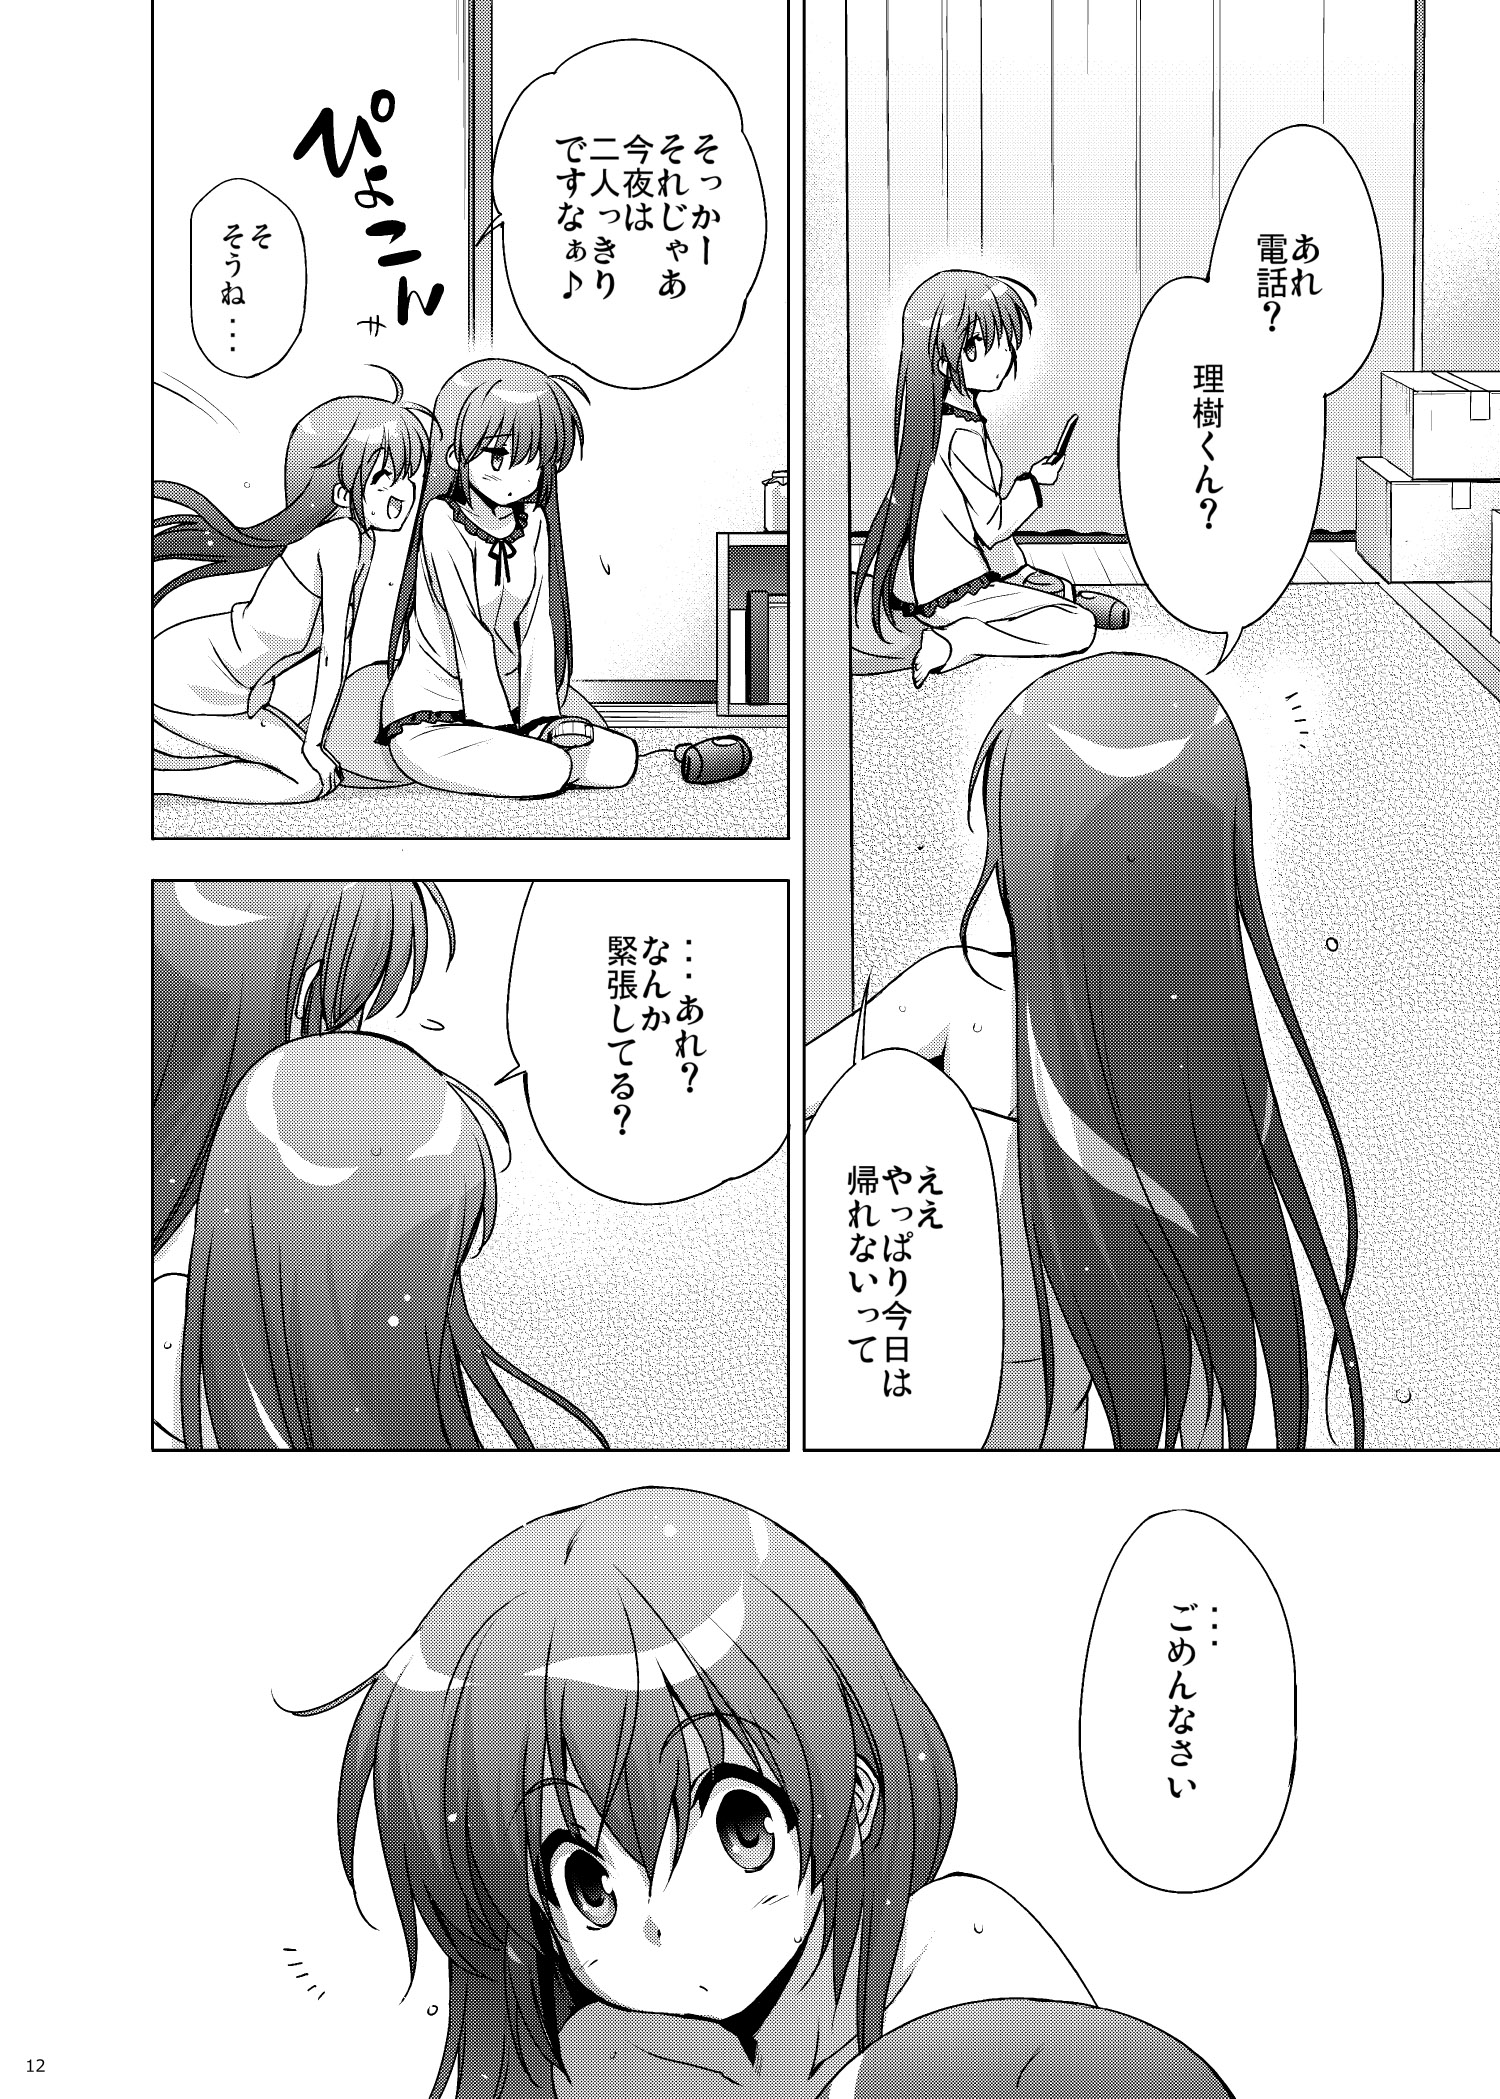 あれ
電話？
理樹くん？
ええ
やっぱり今日は
帰れないって
そっかー
それじゃあ
今夜は
二人っきり
ですなぁ♪
ぴょこん
そ
そうね・・・
・・・あれ？
なんか
緊張してる？
・・・
ごめんなさい
12